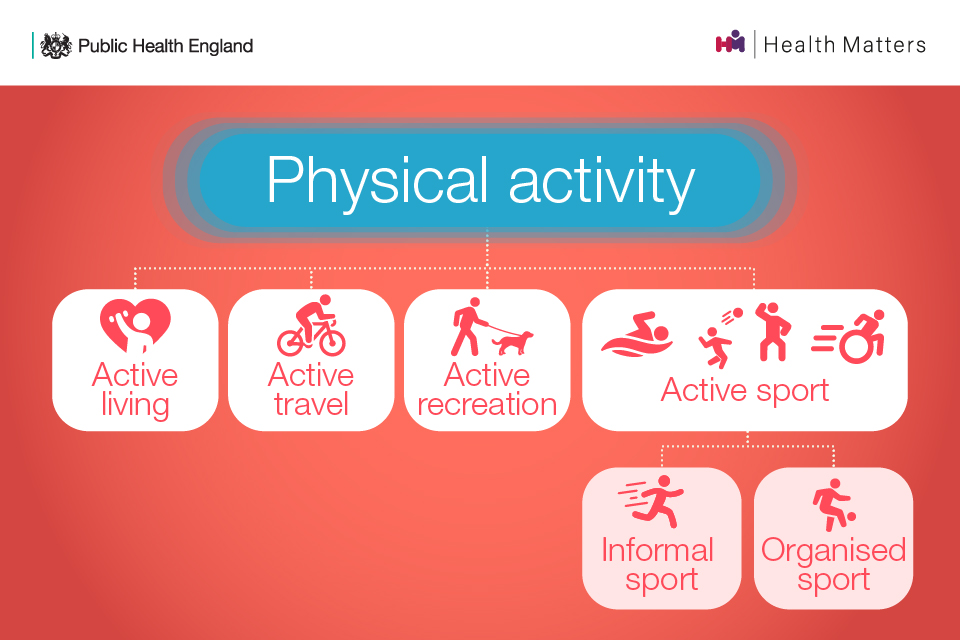 Public Health England
HM Health Matters
Physical activity
Active
living
Active
travel
Active
recreation
Active sport
Informal
sport
Organised
sport